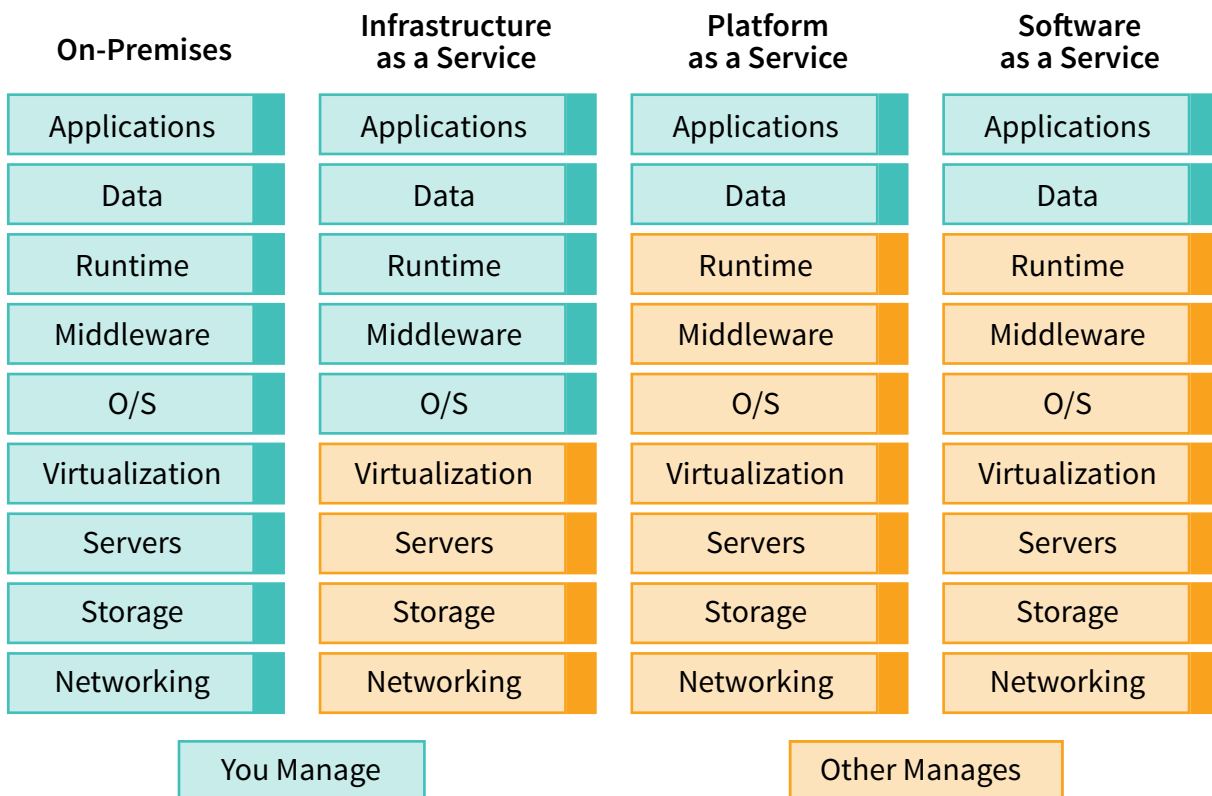 On-Premises
Infrastructure
as a Service
Platform
as a Service
Software
as a Service
Applications
Applications
Applications
Applications
Data
Data
Data
Data
Runtime
Runtime
Runtime
Runtime
Middleware
Middleware
Middleware
Middleware
O/S
O/S
O/S
O/S
Virtualization
Virtualization
Virtualization
Virtualization
Servers
Servers
Servers
Servers
Storage
Storage
Storage
Storage
Networking
Networking
Networking
Networking
You Manage
Other Manages